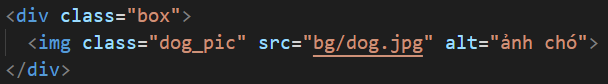 <div class="box">
<img class="dog_pic" src="bg/dog.jpg" alt="ảnh chó">
</div>